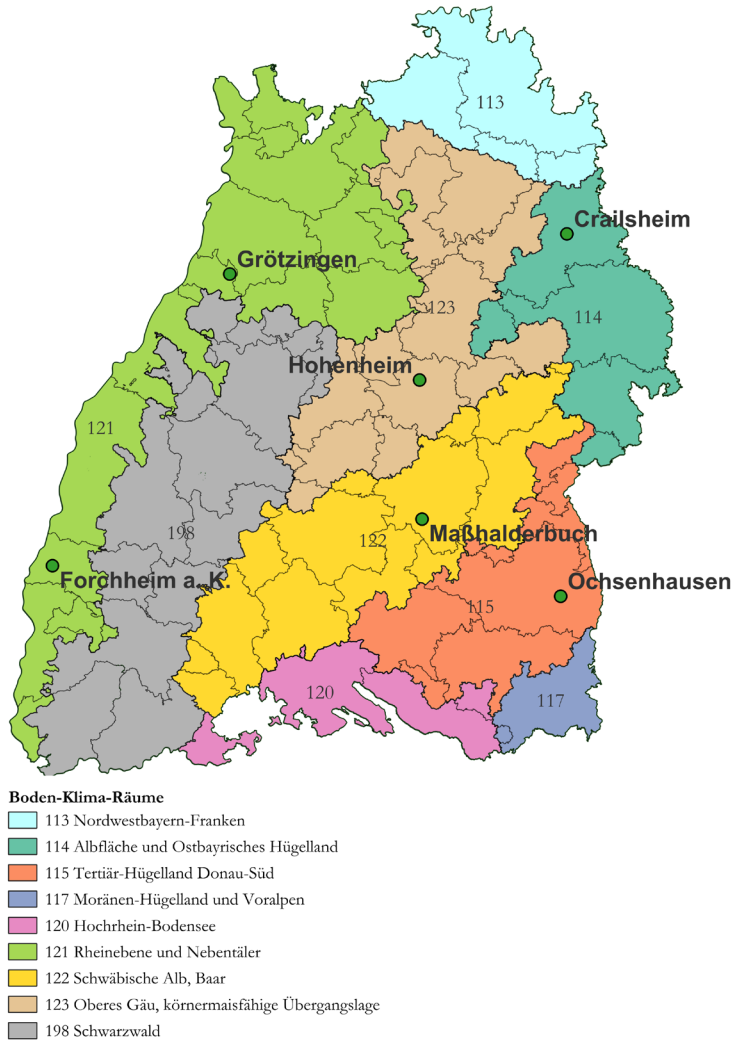 113
Crailsheim
Grötzingen
123
114
Hohenheim
121
198
122
Maßhalderbuch
Forchheim a. K.
Ochsenhausen
115
120
117
Boden-Klima-Räume
113 Nordwestbayern-Franken
114 Albfläche und Ostbayrisches Hügelland
115 Tertiär-Hügelland Donau-Süd
117 Moränen-Hügelland und Voralpen
120 Hochrhein-Bodensee
121 Rheinebene und Nebentäler
122 Schwäbische Alb, Baar
123 Oberes Gäu, körnermaisfähige Übergangslage
198 Schwarzwald